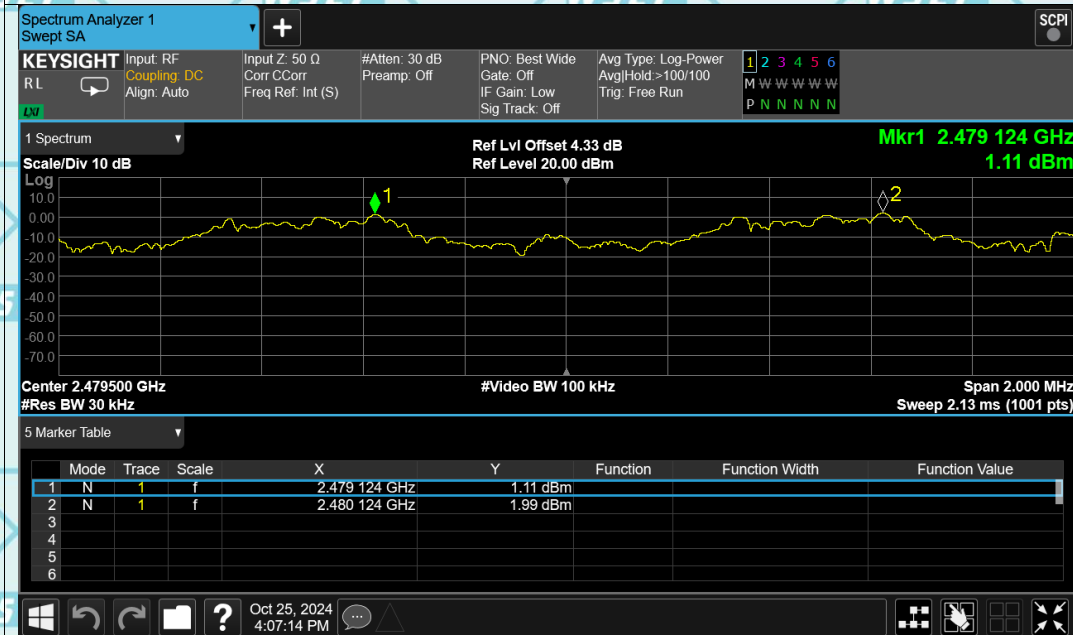 Spectrum Analyzer 1
Swept SA
+
SCPI
KEYSIGHT
RL
LXI
Input: RF
Coupling: DC
Align: Auto
Input Z: 50 Ω
Corr CCorr
Freq Ref: Int (S)
#Atten: 30 dB
Preamp: Off
PNO: Best Wide
Gate: Off
IF Gain: Low
Sig Track: Off
Avg Type: Log-Power
Avg|Hold:>100/100
Trig: Free Run
1 2 3 4 5 6
M W W W W W
P N N N N N
1 Spectrum
Scale/Div 10 dB
Ref Lvl Offset 4.33 dB
Ref Level 20.00 dBm
Mkr1 2.479 124 GHz
1.11 dBm
Log
10.0
0.00
-10.0
-20.0
-30.0
-40.0
-50.0
-60.0
-70.0
1
2
Center 2.479500 GHz
#Res BW 30 kHz
#Video BW 100 kHz
Span 2.000 MHz
Sweep 2.13 ms (1001 pts)
5 Marker Table
Mode Trace Scale X Y Function Function Width Function Value
1 N 1 f 2.479 124 GHz 1.11 dBm
2 N 1 f 2.480 124 GHz 1.99 dBm
3
4
5
6
?
Oct 25, 2024
4:07:14 PM